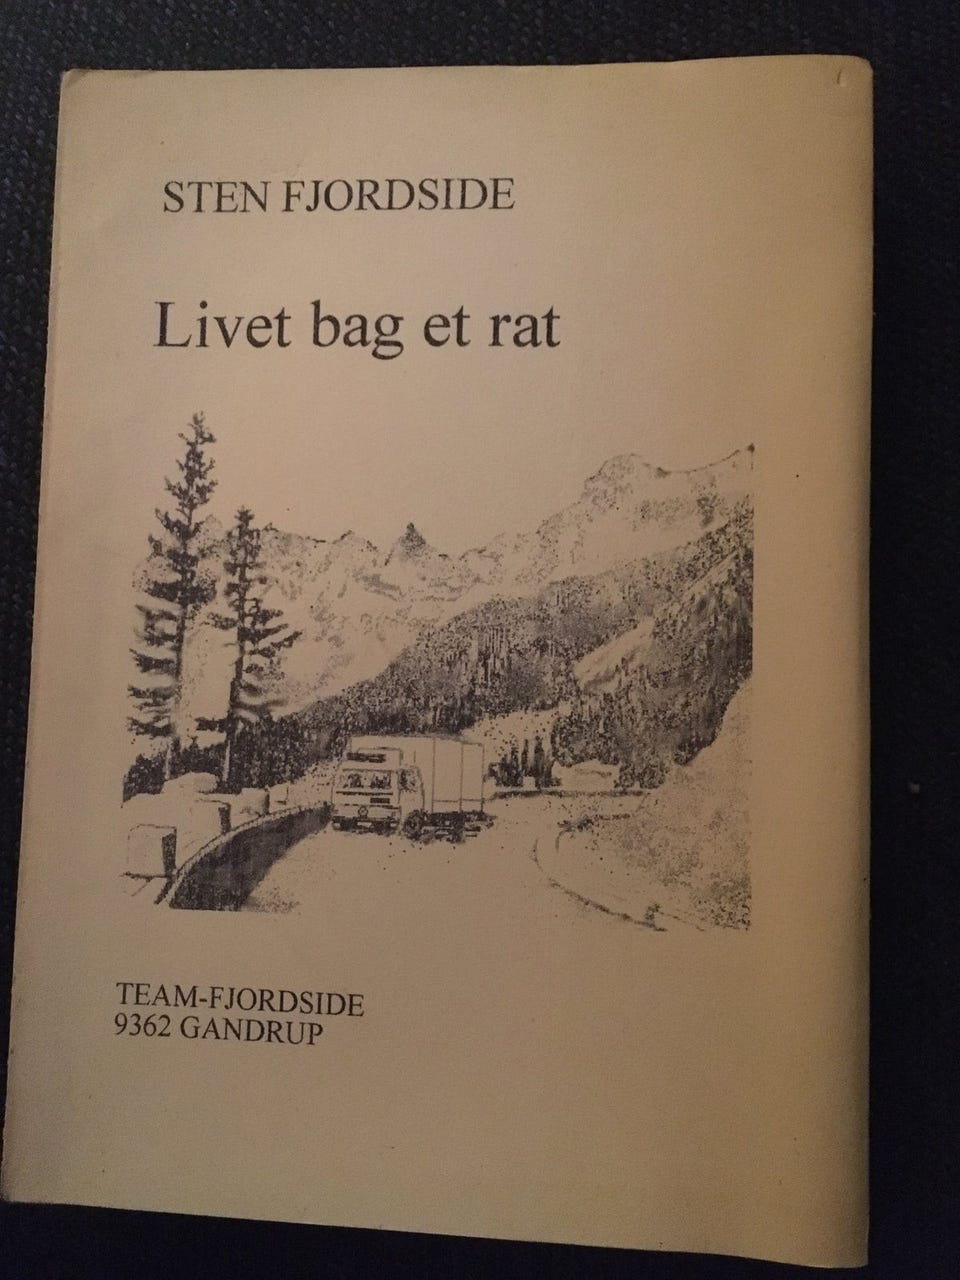 STEN FJORDSIDE
Livet bag et rat
TEAM-FJORDSIDE
9362 GANDRUP